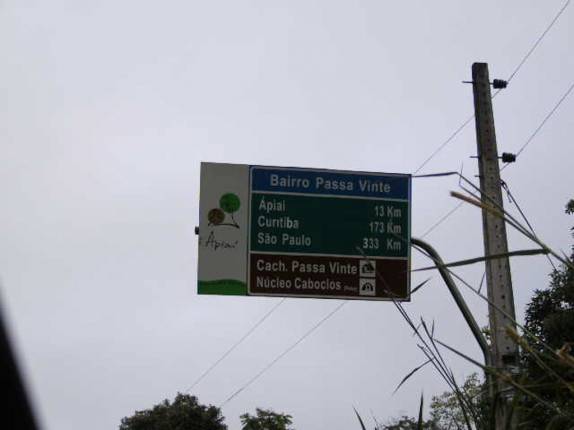 Bairro Passa Vinte
Apiaí
Apiaí 13 Km
Curitiba 173 Km
São Paulo 333 Km
Cach. Passa Vinte
Núcleo Caboclos